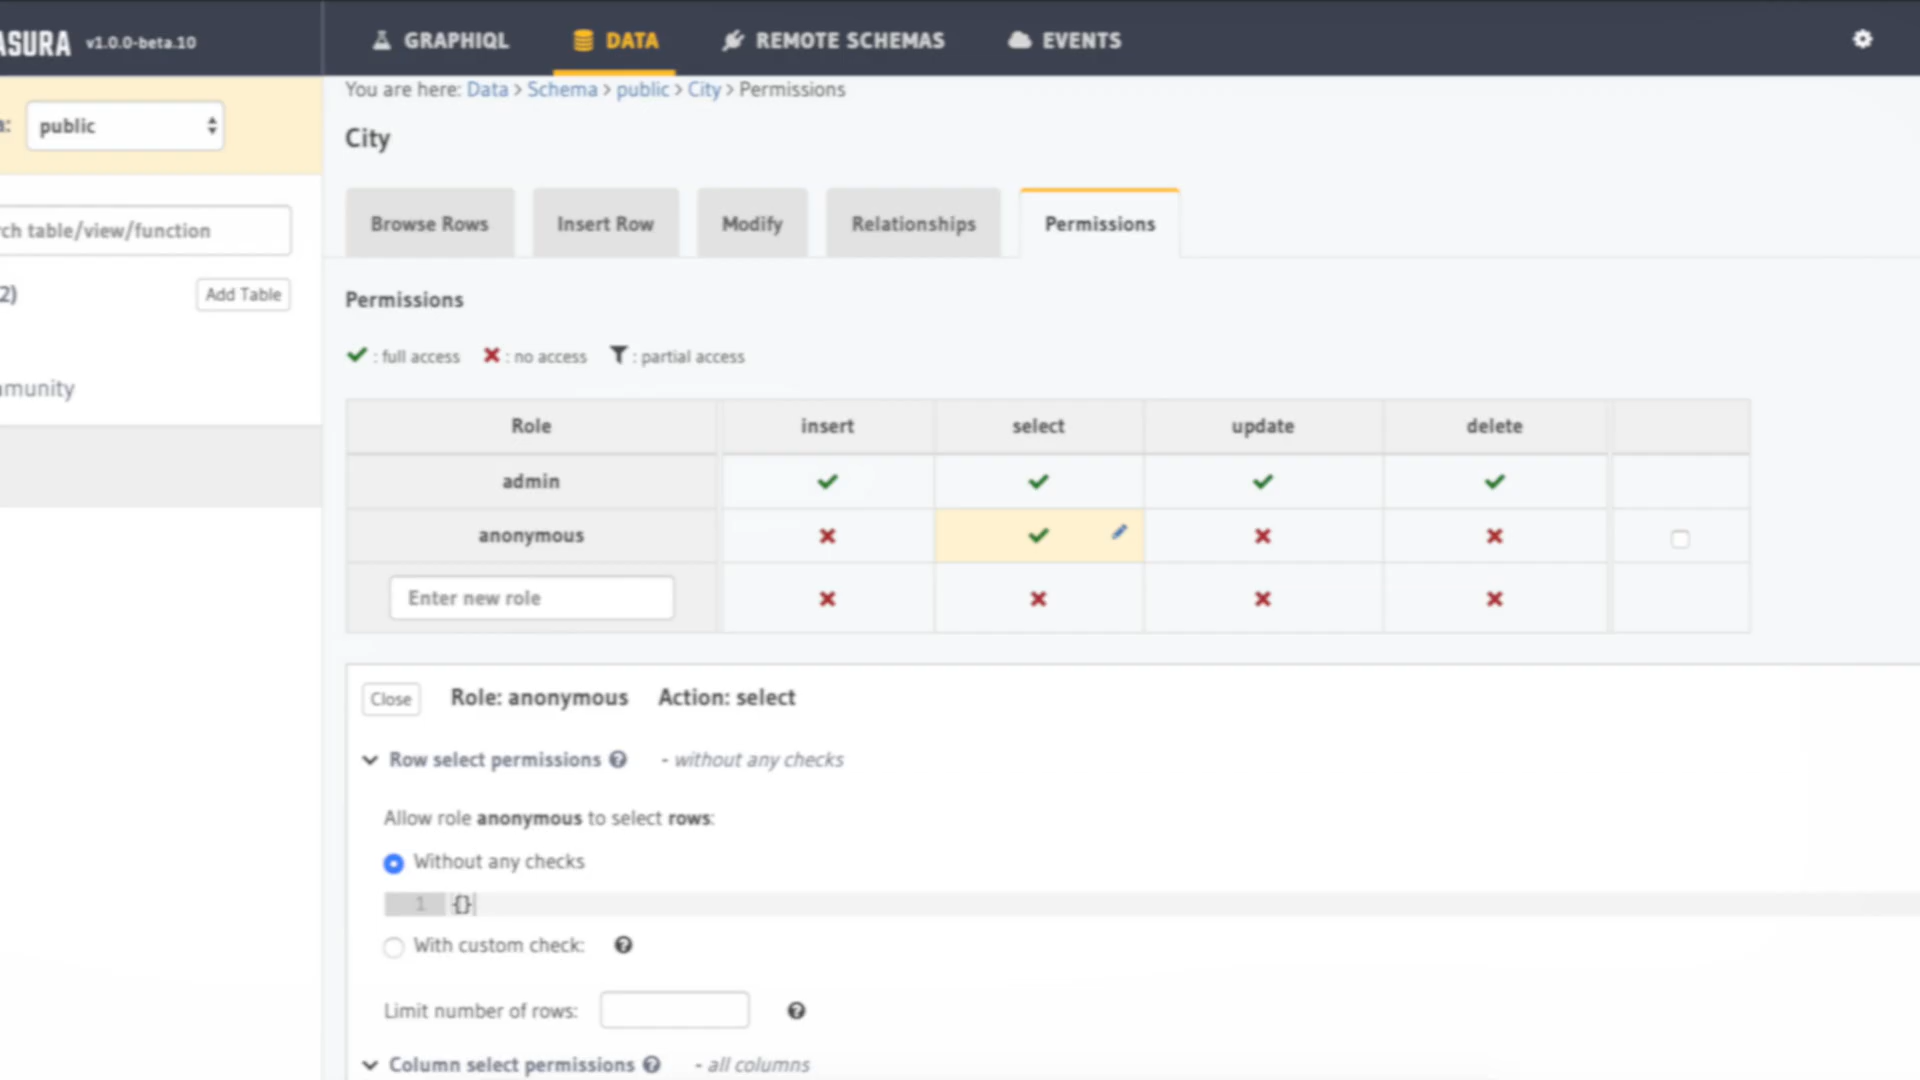 ASURA v1.0.0-beta.10 GRAPHIQL DATA REMOTE SCHEMAS EVENTS
You are here: Data > Schema > public > City > Permissions
public
City
Browse Rows Insert Row Modify Relationships Permissions
rch table/view/function
2) Add Table
Permissions
: full access : no access : partial access
munity
Role insert select update delete
admin
anonymous
Enter new role
Close Role: anonymous Action: select
Row select permissions - without any checks
Allow role anonymous to select rows:
Without any checks
1 {}
With custom check:
Limit number of rows:
Column select permissions - all columns